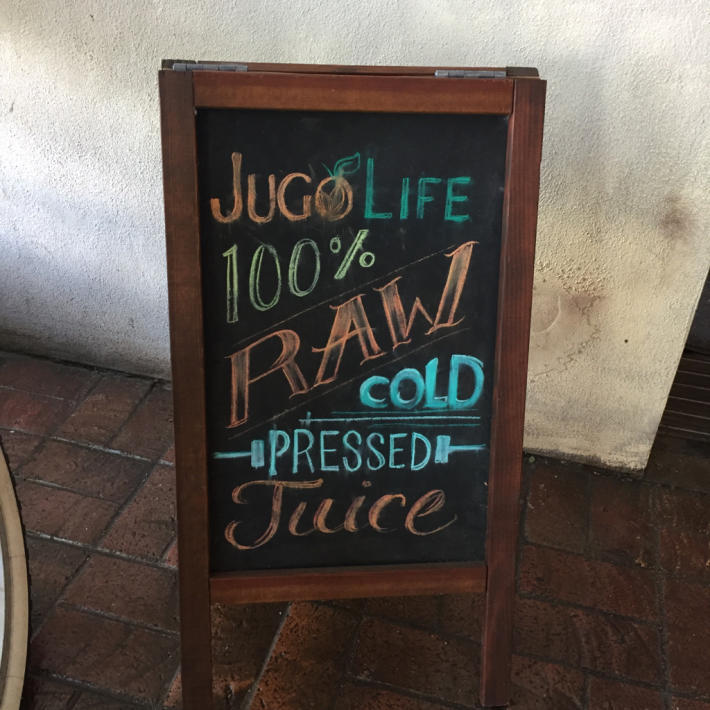 JUGO LIFE
100%
RAW
COLD
PRESSED
Juice